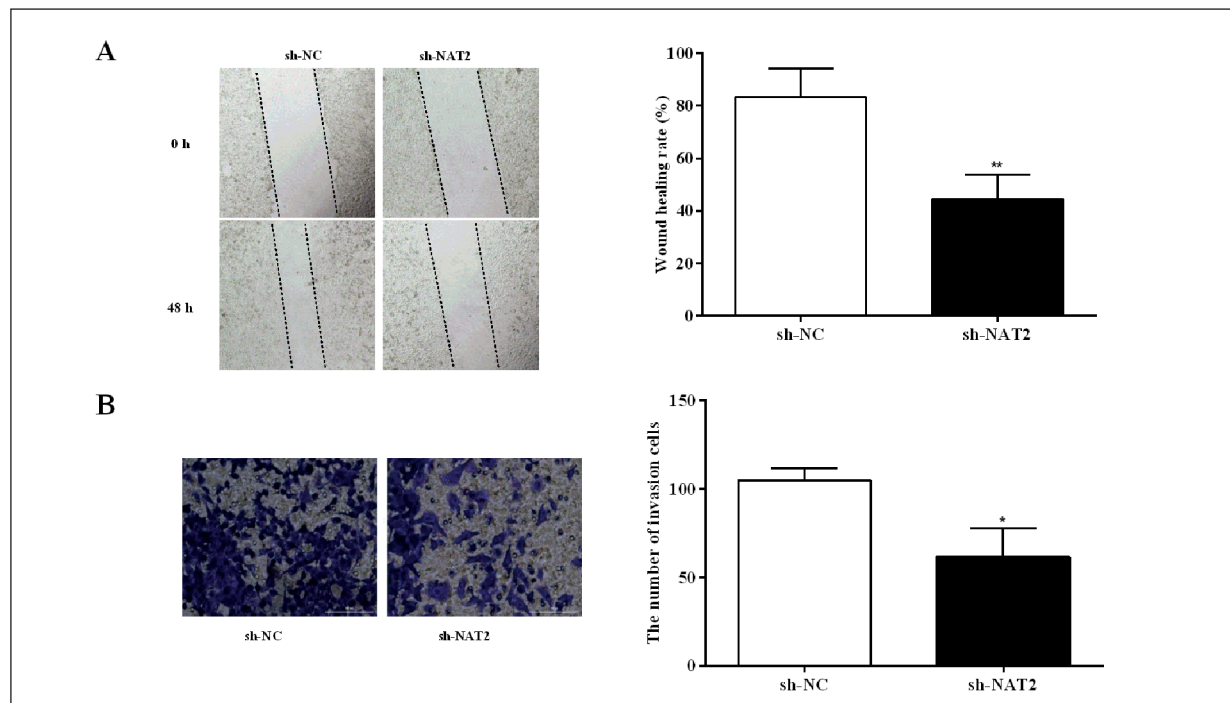 A
sh-NC
sh-NAT2
0 h
48 h
Wound healing rate (%)
100
80
60
40
20
0
**
sh-NC
sh-NAT2
B
sh-NC
sh-NAT2
The number of invasion cells
150
100
50
0
*
sh-NC
sh-NAT2